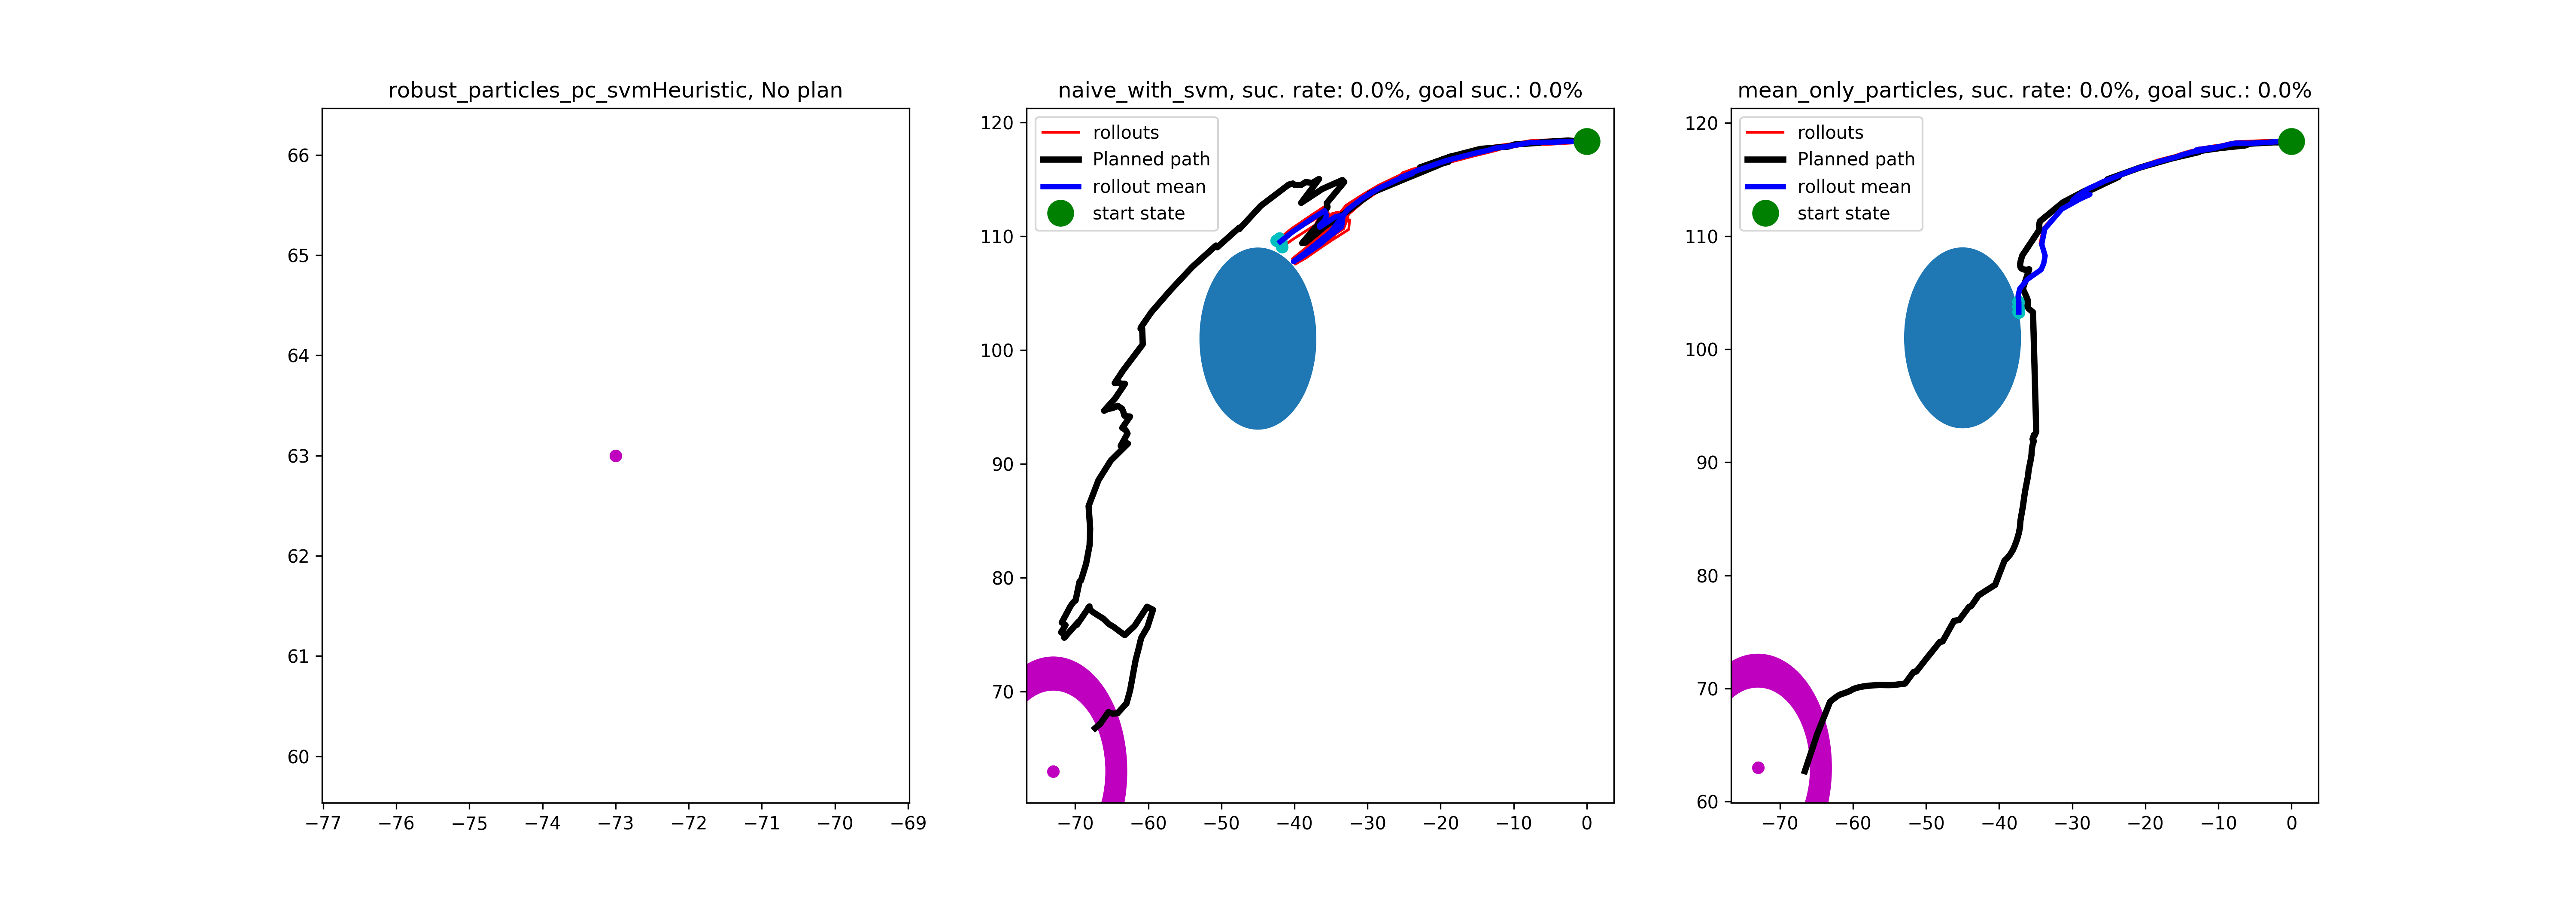 robust_particles_pc_svmHeuristic, No plan
66
65
64
63
62
61
60
−77 −76 −75 −74 −73 −72 −71 −70 −69
naive_with_svm, suc. rate: 0.0%, goal suc.: 0.0%
rollouts
Planned path
rollout mean
start state
120
110
100
90
80
70
−70 −60 −50 −40 −30 −20 −10 0
mean_only_particles, suc. rate: 0.0%, goal suc.: 0.0%
rollouts
Planned path
rollout mean
start state
120
110
100
90
80
70
60
−70 −60 −50 −40 −30 −20 −10 0